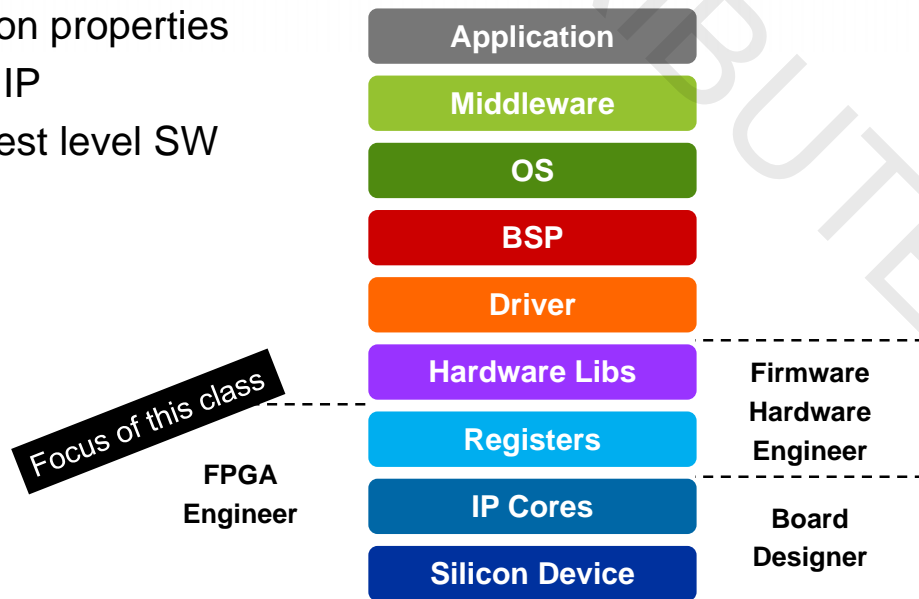 on properties
IP
est level SW
Application
Middleware
OS
BSP
Driver
Hardware Libs
Registers
IP Cores
Silicon Device
Focus of this class
FPGA
Engineer
Firmware
Hardware
Engineer
Board
Designer
RIBUTE